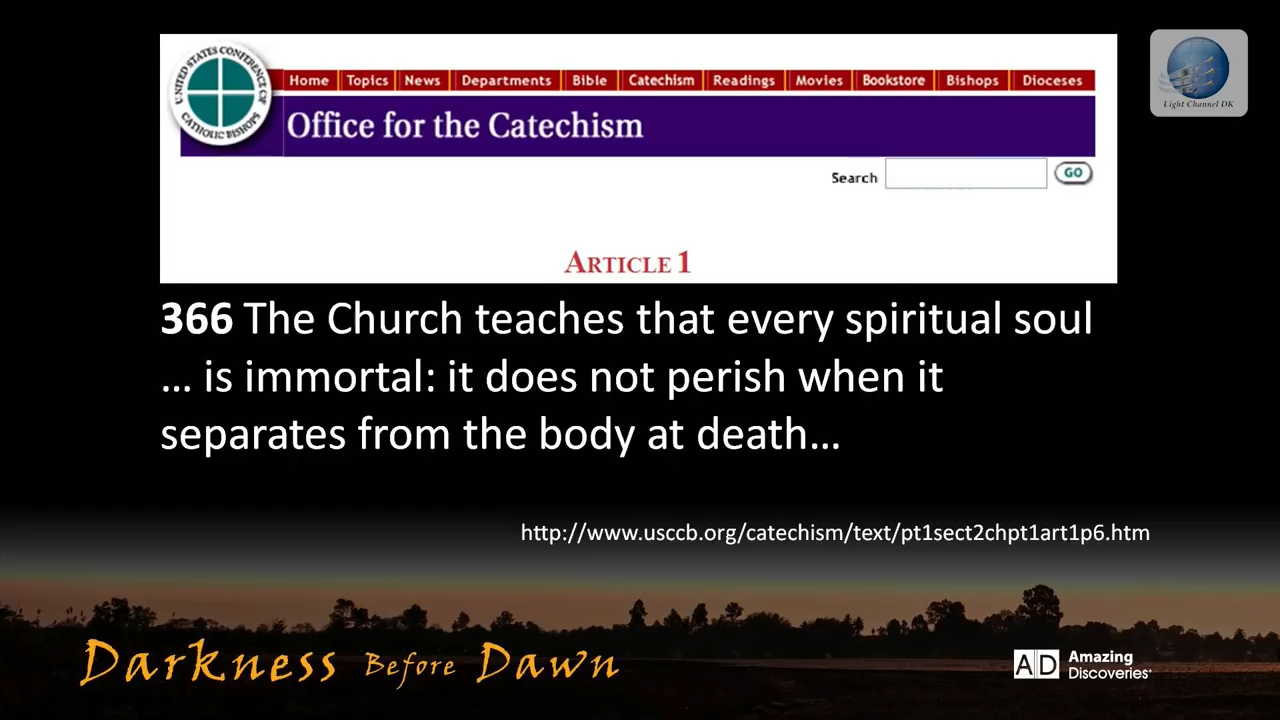 UNITED STATES CONFERENCE OF CATHOLIC BISHOPS
Home Topics News Departments Bible Catechism Readings Movies Bookstore Bishops Dioceses
Office for the Catechism
Light Channel DK
Search GO
ARTICLE 1
366 The Church teaches that every spiritual soul
... is immortal: it does not perish when it
separates from the body at death...
http://www.usccb.org/catechism/text/pt1sect2chpt1art1p6.htm
Darkness Before Dawn
AD Amazing
Discoveries